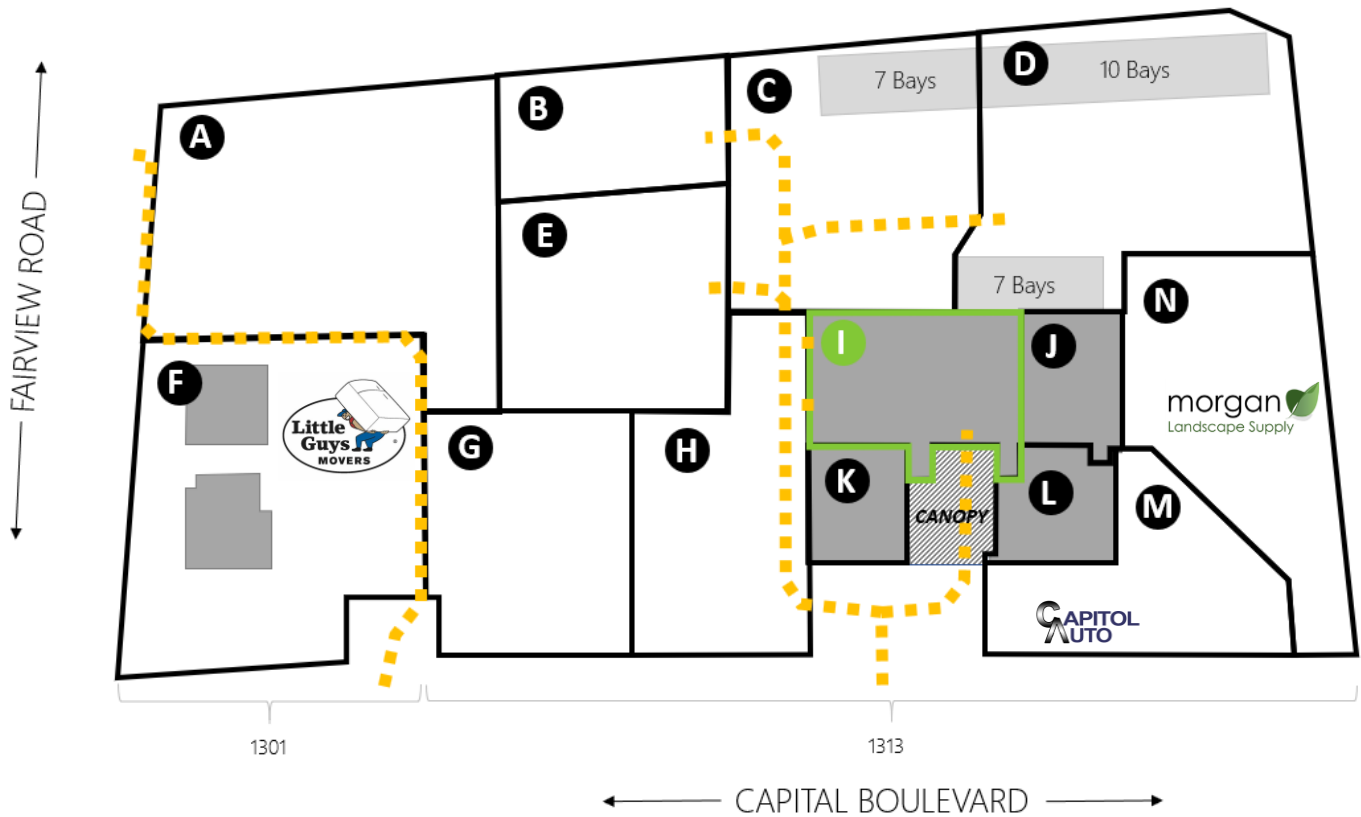 FAIRVIEW ROAD
A
B
C
7 Bays
D
10 Bays
E
7 Bays
N
morgan
Landscape Supply
F
Little
Guys
MOVERS
®
G
H
I
J
K
CANOPY
L
M
CAPITOL
AUTO
1301
1313
CAPITAL BOULEVARD